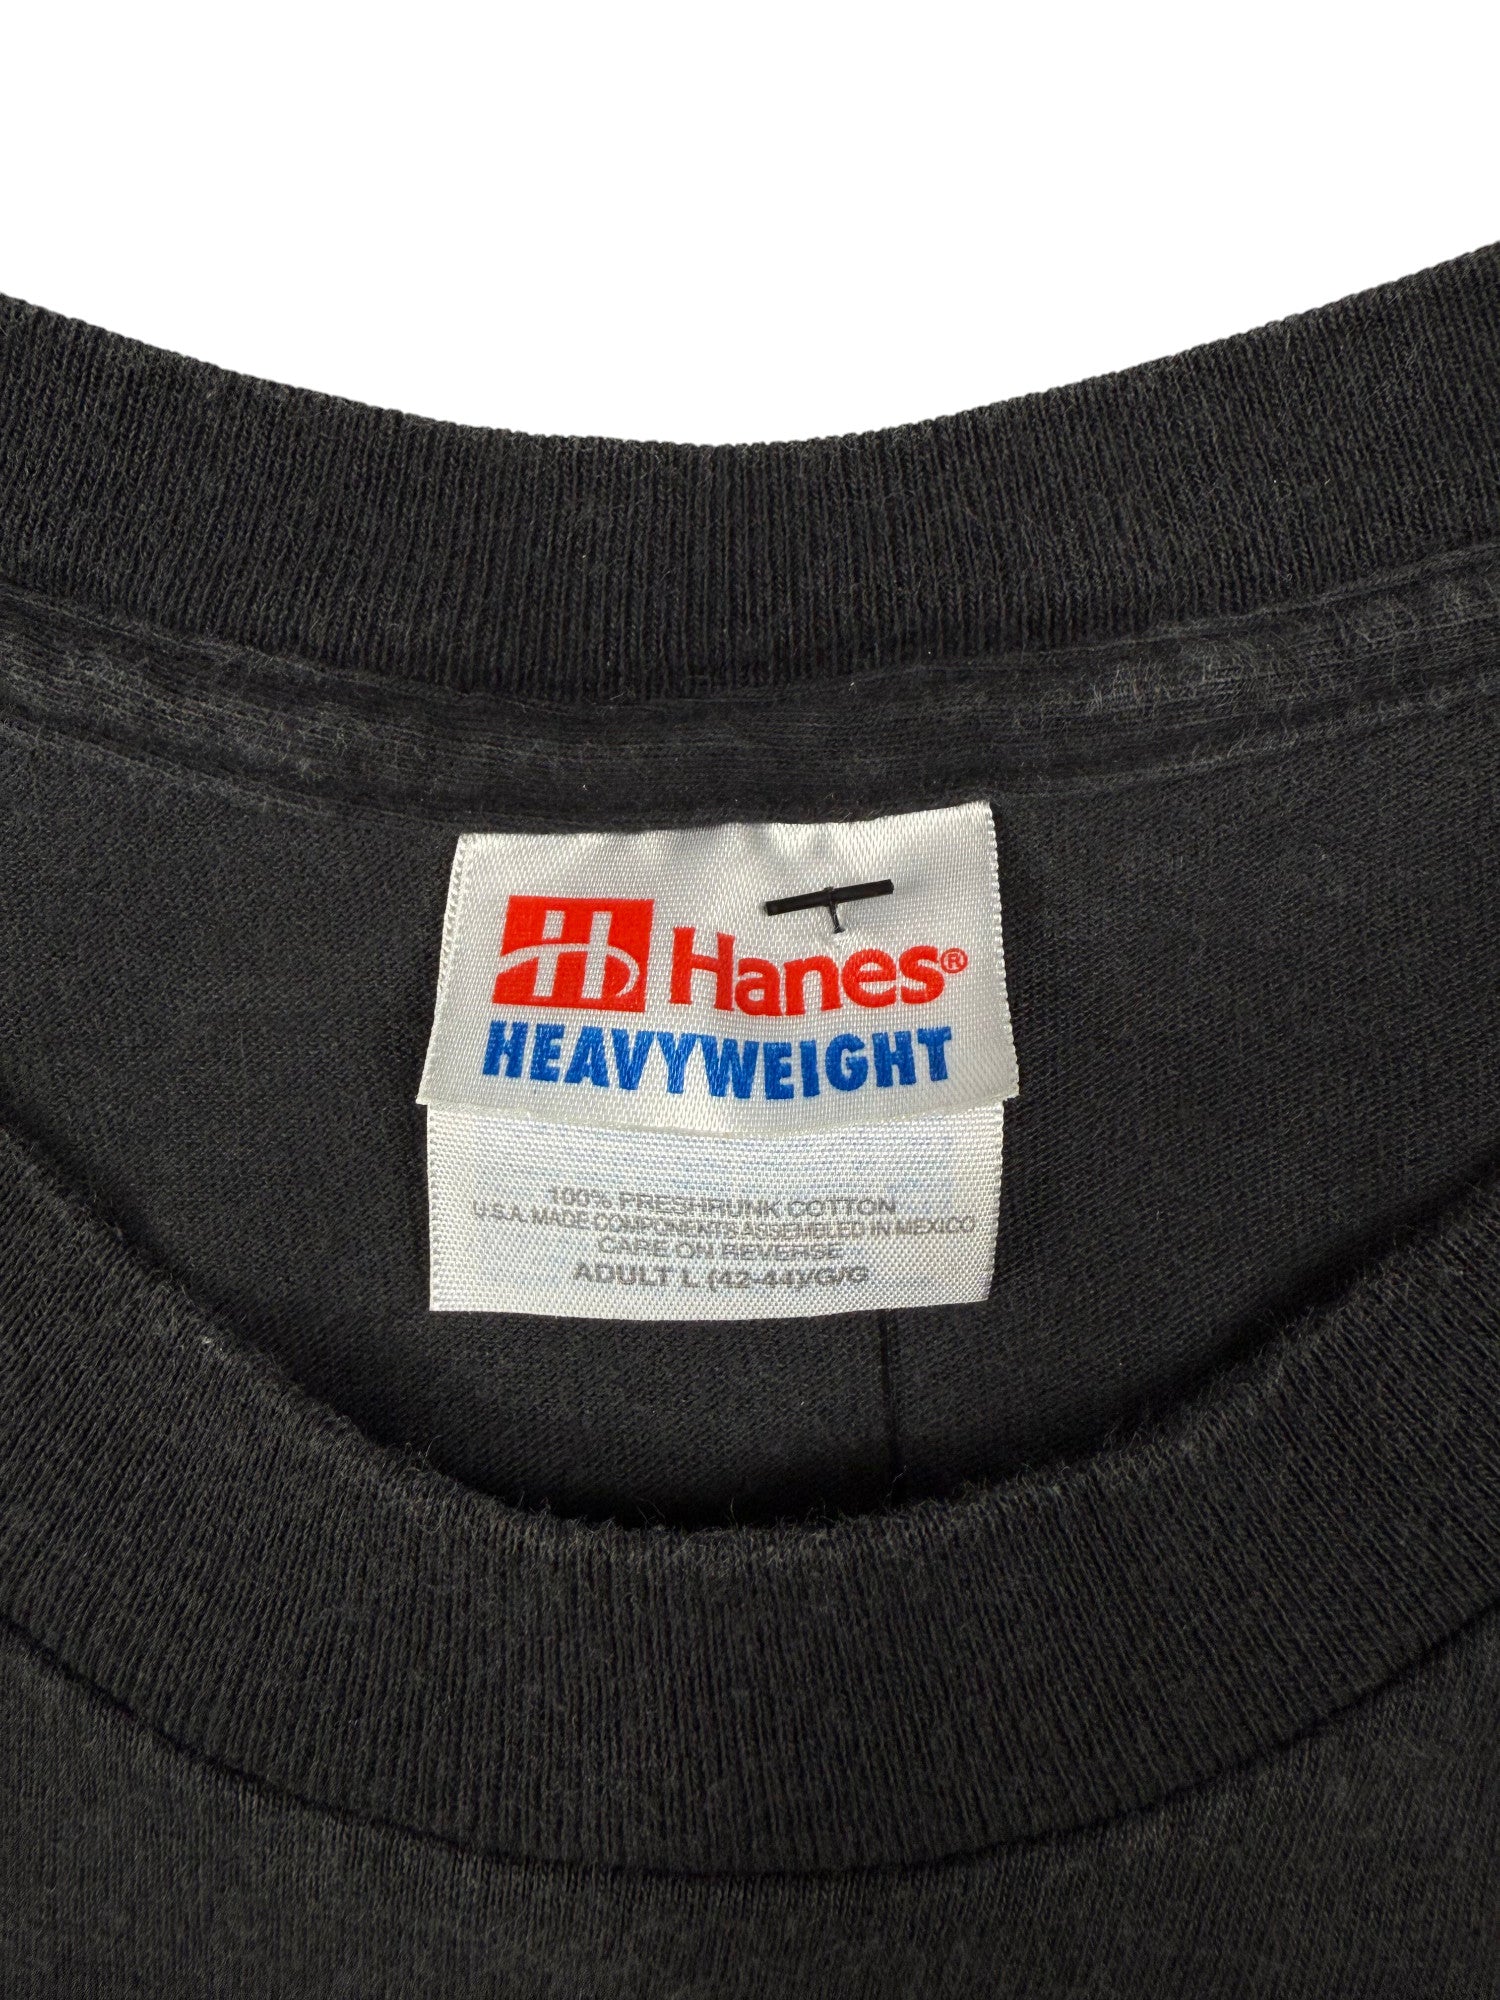 H Hanes®
HEAVYWEIGHT
100% PRESHRUNK COTTON
U.S.A. MADE COMPONENTS ASSEMBLED IN MEXICO
CARE ON REVERSE
ADULT L (42-44)/G/G